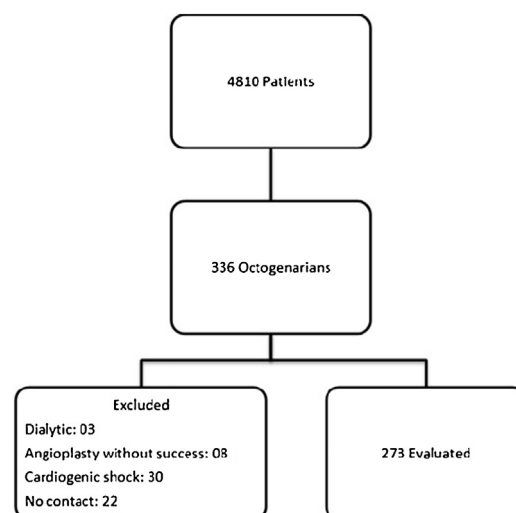 4810 Patients
336 Octogenarians
Excluded
Dialytic: 03
Angioplasty without success: 08
Cardiogenic shock: 30
No contact: 22
273 Evaluated